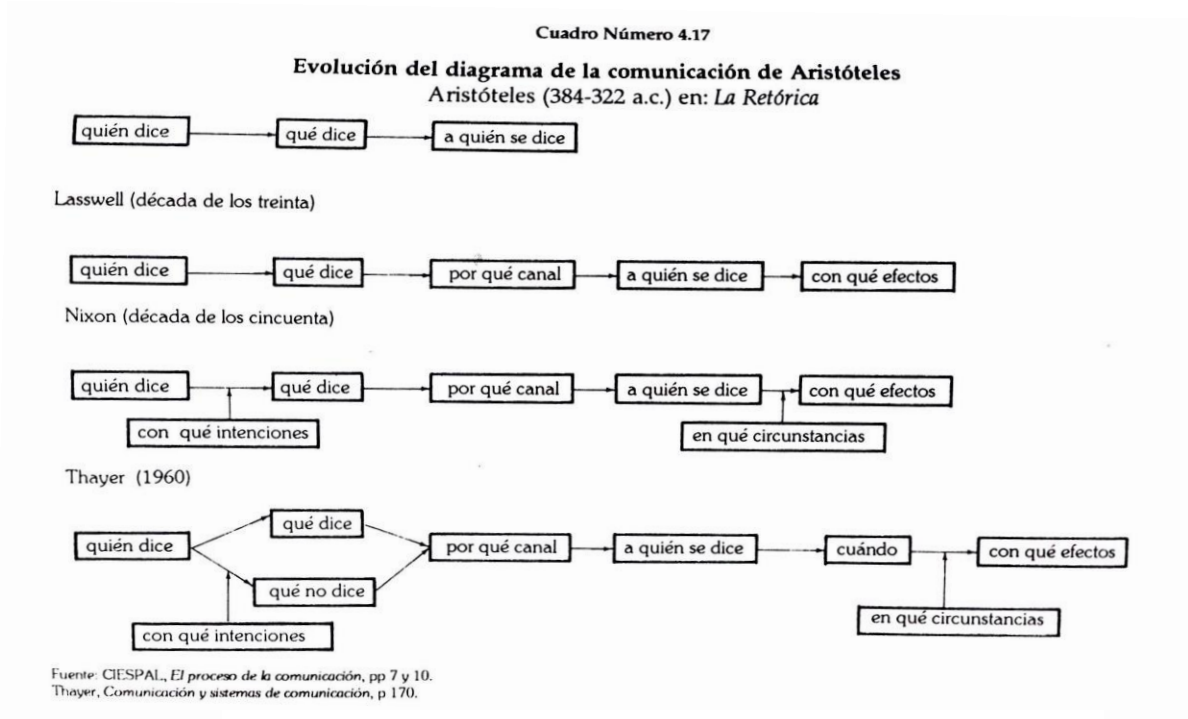 Cuadro Número 4.17
Evolución del diagrama de la comunicación de Aristóteles
Aristóteles (384-322 a.c.) en: La Retórica
quién dice
qué dice
a quién se dice
Lasswell (década de los treinta)
quién dice
qué dice
por qué canal
a quién se dice
con qué efectos
Nixon (década de los cincuenta)
quién dice
qué dice
por qué canal
a quién se dice
con qué efectos
con qué intenciones
en qué circunstancias
Thayer (1960)
quién dice
qué dice
qué no dice
por qué canal
a quién se dice
cuándo
con qué efectos
con qué intenciones
en qué circunstancias
Fuente: CIESPAL, El proceso de la comunicación, pp 7 y 10.
Thayer, Comunicación y sistemas de comunicación, p 170.